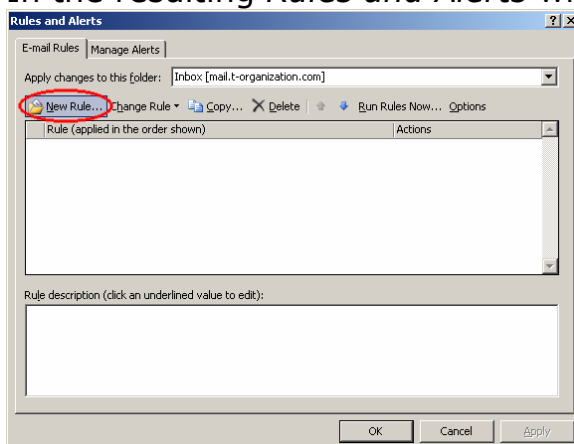 In the resulting Rules and Alerts
Rules and Alerts
E-mail Rules Manage Alerts
Apply changes to this folder: Inbox [mail.t-organization.com]
New Rule... Change Rule Copy... Delete Run Rules Now... Options
Rule (applied in the order shown) Actions
Rule description (click an underlined value to edit):
OK Cancel Apply